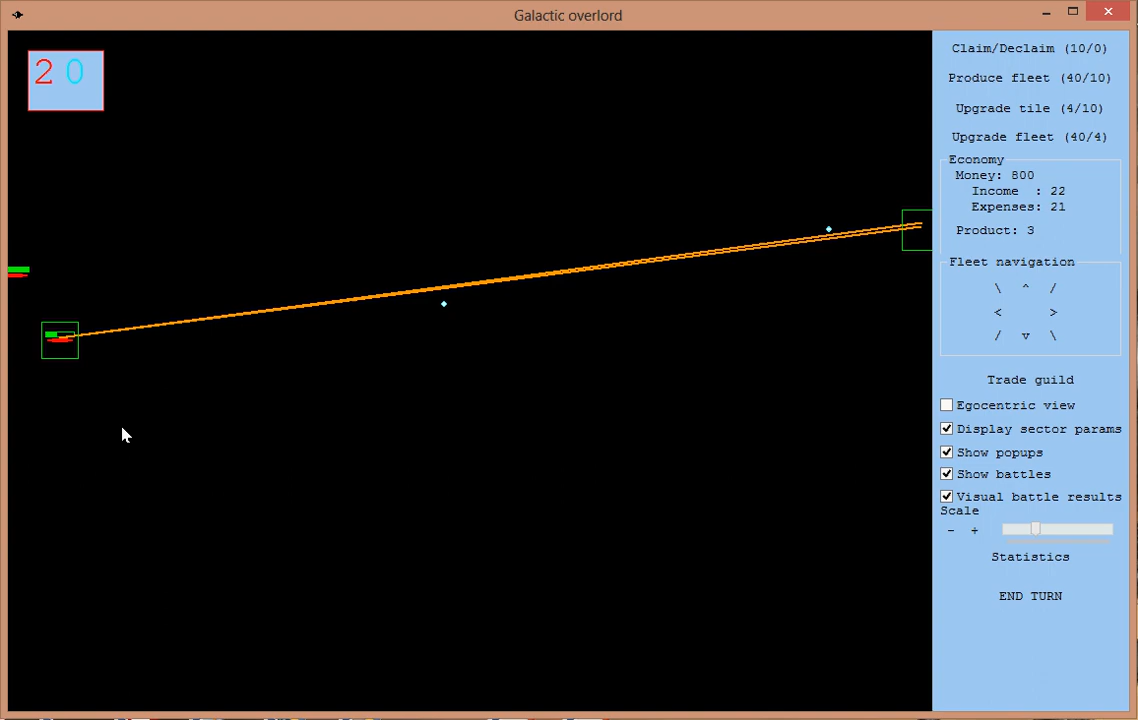 Galactic overlord
2 0
Claim/Declaim (10/0)
Produce fleet (40/10)
Upgrade tile (4/10)
Upgrade fleet (40/4)
Economy
Money: 800
Income : 22
Expenses: 21
Product: 3
Fleet navigation
\ ^ /
< >
/ v \
Trade guild
Egocentric view
Display sector params
Show popups
Show battles
Visual battle results
Scale
- +
Statistics
END TURN